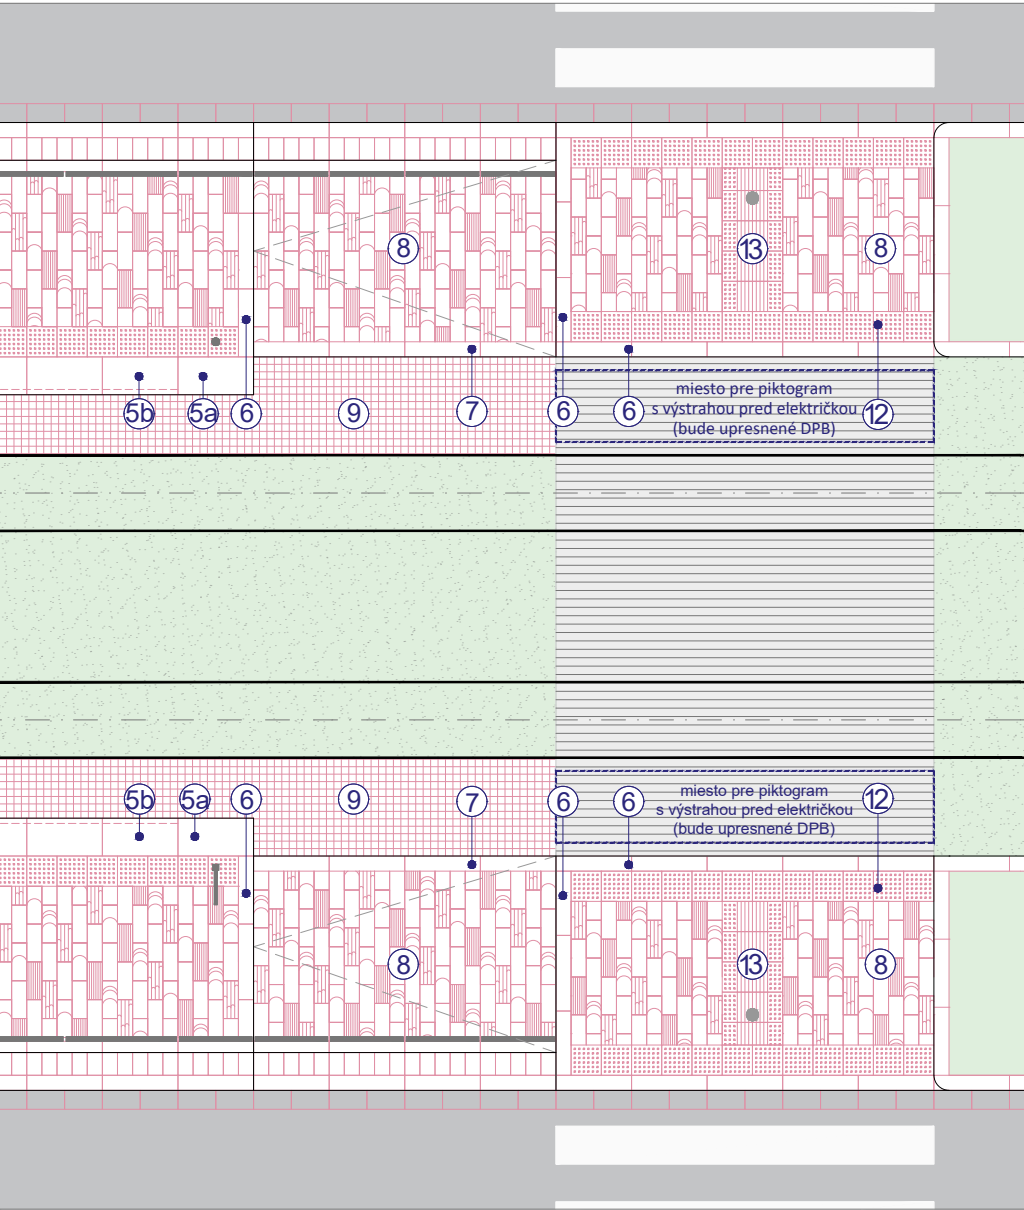 8
13
8
miesto pre piktogram
s výstrahou pred električkou
(bude upresnené DPB)
5b
5a
6
9
7
6
6
12
5b
5a
6
9
7
6
6
12
miesto pre piktogram
s výstrahou pred električkou
(bude upresnené DPB)
8
13
8